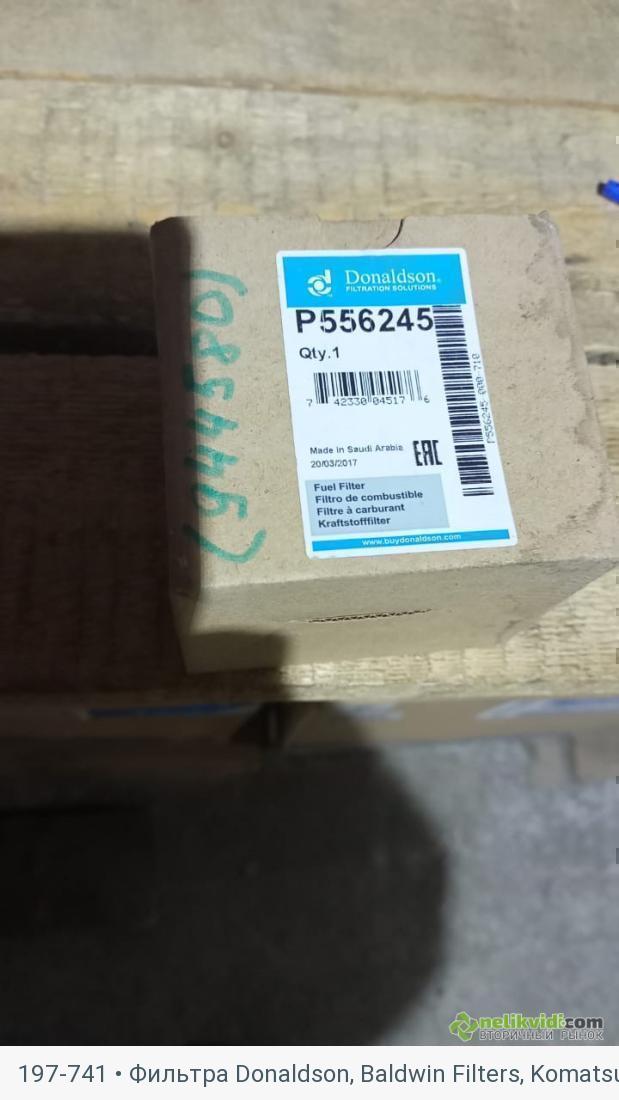 Donaldson®
FILTRATION SOLUTIONS
P556245
Qty.1
7 42330 04517 6
P556245-000-710
Made in Saudi Arabia
20/03/2017
EAC
Fuel Filter
Filtro de combustible
Filtre à carburant
Kraftstofffilter
www.buydonaldson.com
(944580)
nelikvidi.com
ВТОРИЧНЫЙ РЫНОК
197-741 • Фильтра Donaldson, Baldwin Filters, Komatsu